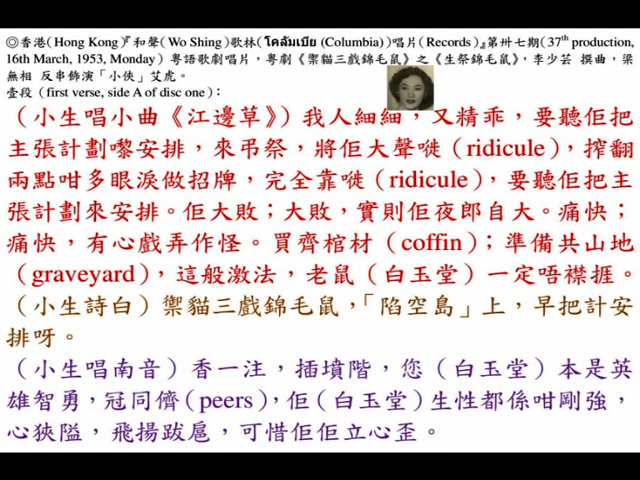 ◎香港(Hong Kong)『和聲(Wo Shing)歌林(โคลัมเบีย (Columbia))唱片(Records)』第卅七期(37th production,
16th March, 1953, Monday) 粵語歌劇唱片，粵劇《禦貓三戲錦毛鼠》之《生祭錦毛鼠》，李少芸 撰曲，梁
無相 反串飾演「小俠」艾虎。
壹段 (first verse, side A of disc one)：
（小生唱小曲《江邊草》）我人細細，又精乖，要聽佢把
主張計劃嚟安排，來弔祭，將佢大聲嘥 (ridicule)，搾翻
兩點咁多眼淚做招牌，完全靠嘥 (ridicule)，要聽佢把主
張計劃來安排。佢大敗；大敗，實則佢夜郎自大。痛快；
痛快，有心戲弄作怪。買齊棺材 (coffin)；準備共山地
(graveyard)，這般激法，老鼠（白玉堂）一定唔襟捱。
（小生詩白）禦貓三戲錦毛鼠，「陷空島」上，早把計安
排呀。
（小生唱南音）香一注，插墳階，您（白玉堂）本是英
雄智勇，冠同儕 (peers)，佢（白玉堂）生性都係咁剛強，
心狹隘，飛揚跋扈，可惜佢佢立心歪。